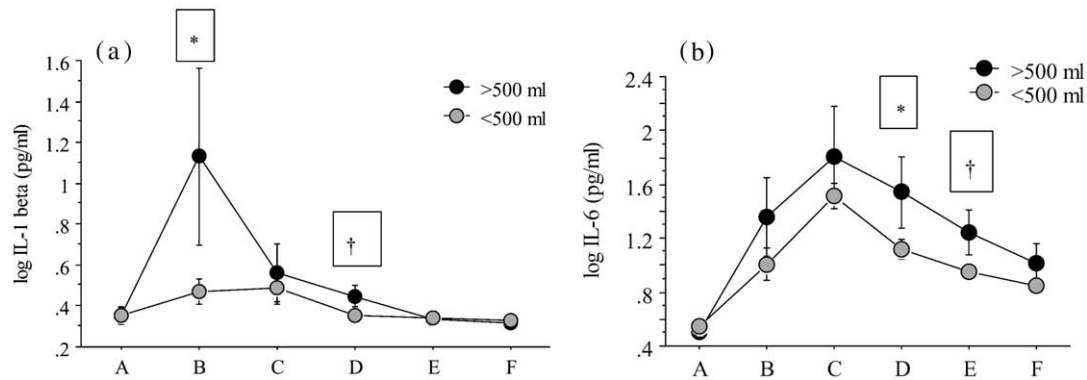 (a)
*
†
>500 ml
<500 ml
log IL-1 beta (pg/ml)
1.6
1.4
1.2
1
.8
.6
.4
.2
A B C D E F
(b)
*
†
>500 ml
<500 ml
log IL-6 (pg/ml)
2.4
2
1.6
1.2
.8
.4
A B C D E F